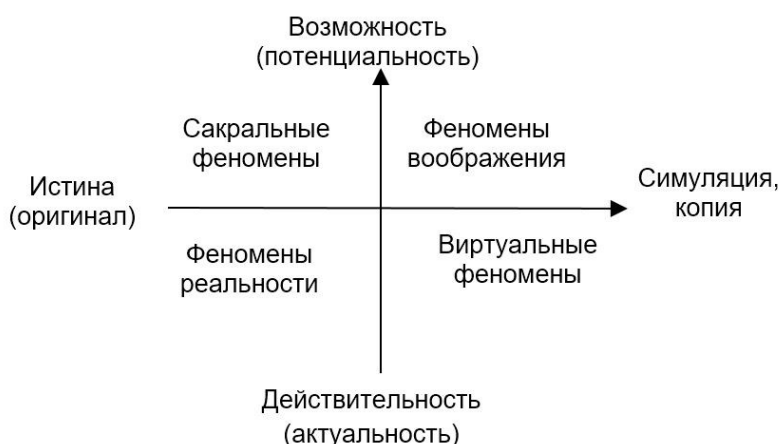 Возможность
(потенциальность)
Сакральные
феномены
Феномены
воображения
Истина
(оригинал)
Симуляция,
копия
Феномены
реальности
Виртуальные
феномены
Действительность
(актуальность)